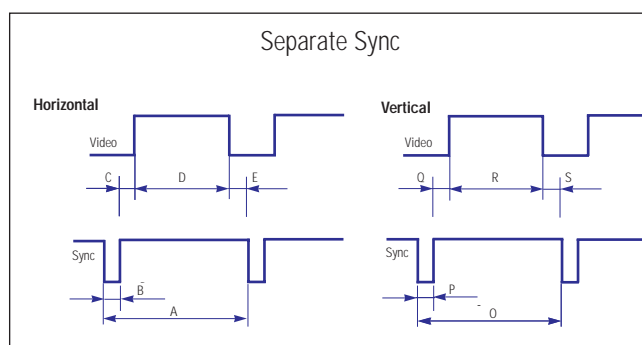 Separate Sync
Horizontal
Video
C D E
Sync
B
A
Vertical
Video
Q R S
Sync
P
O